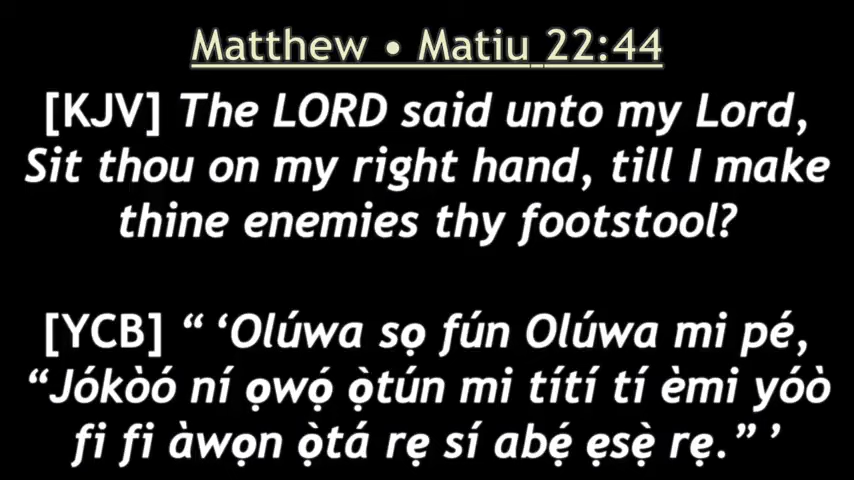 Matthew • Matiu 22:44
[KJV] The LORD said unto my Lord,
Sit thou on my right hand, till I make
thine enemies thy footstool?
[YCB] “ ‘Olúwa sọ fún Olúwa mi pé,
“Jókòó ní ọwọ́ ọ̀tún mi títí tí èmi yóò
fi fi àwọn ọ̀tá rẹ sí abẹ́ ẹsẹ̀ rẹ.” ’